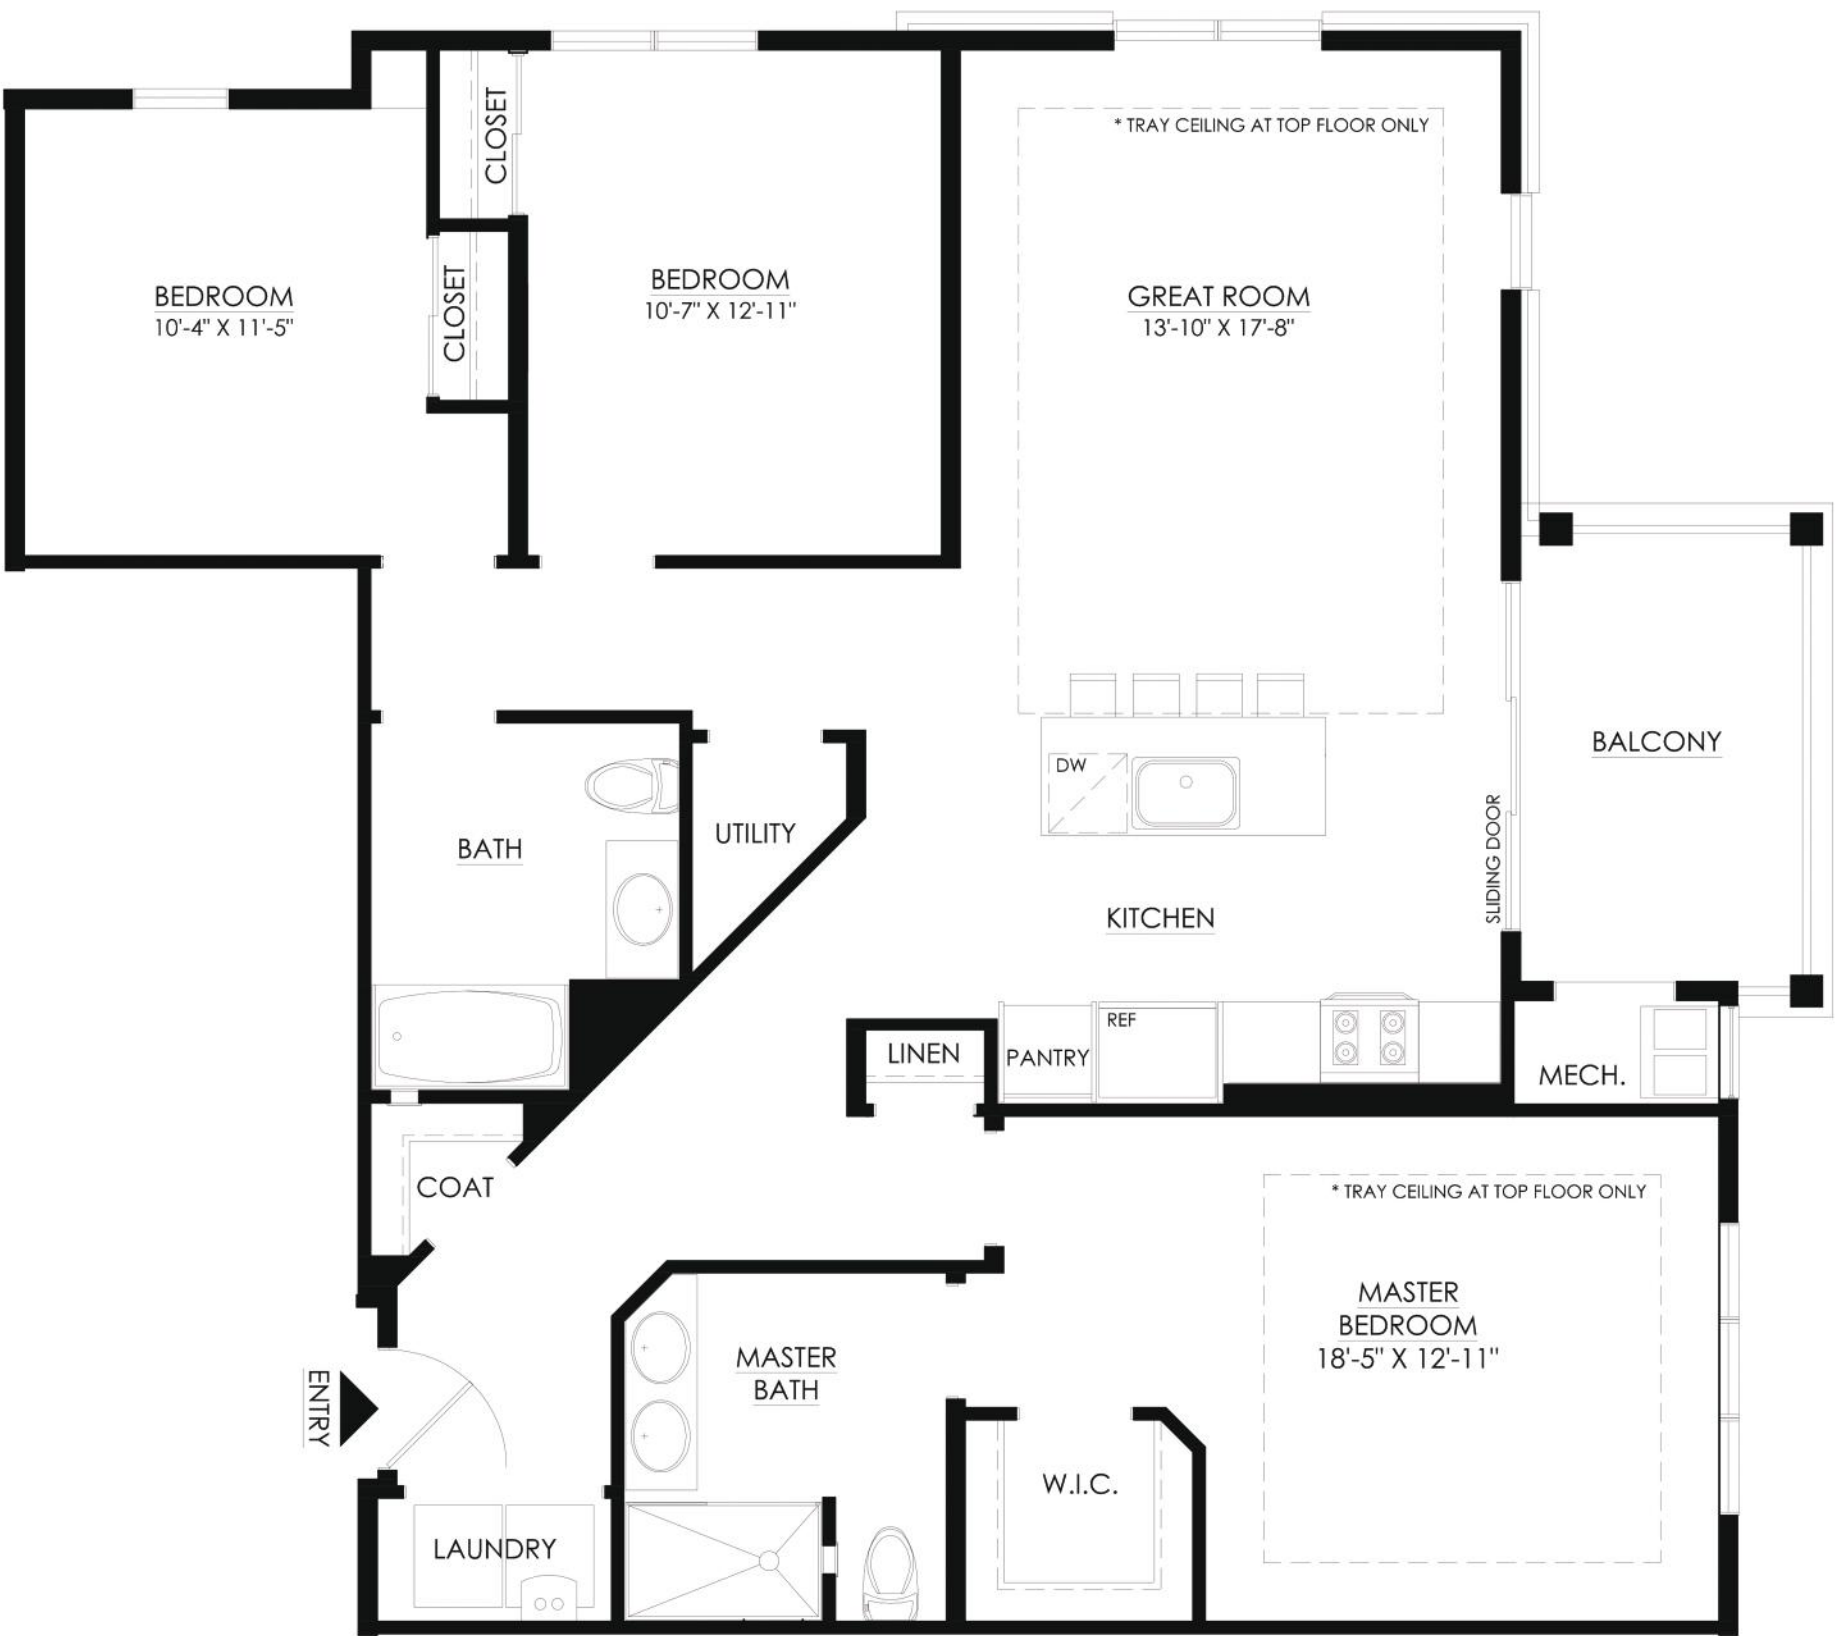 * TRAY CEILING AT TOP FLOOR ONLY
CLOSET
BEDROOM
10'-4" X 11'-5"
CLOSET
BEDROOM
10'-7" X 12'-11"
GREAT ROOM
13'-10" X 17'-8"
BALCONY
DW
SLIDING DOOR
UTILITY
BATH
KITCHEN
LINEN
PANTRY
REF
MECH.
COAT
* TRAY CEILING AT TOP FLOOR ONLY
MASTER
BEDROOM
18'-5" X 12'-11"
MASTER
BATH
ENTRY
W.I.C.
LAUNDRY